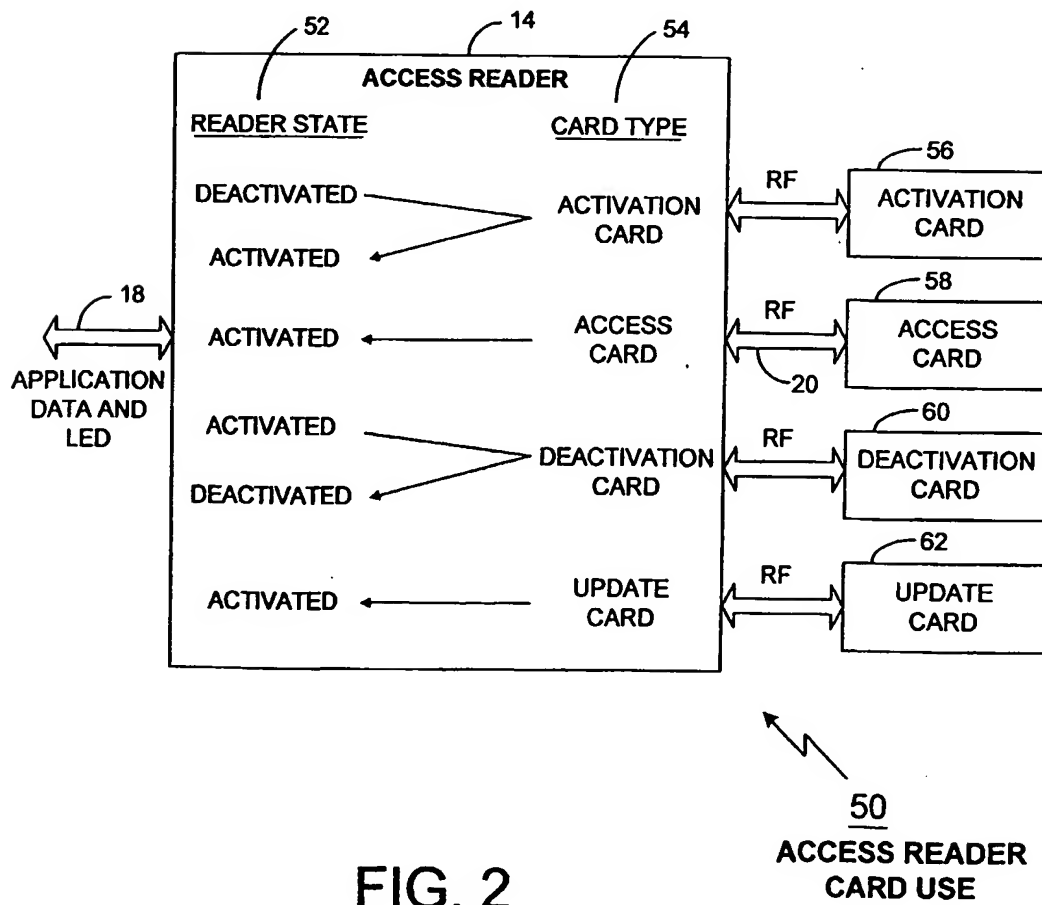 52
14
54
ACCESS READER
READER STATE
CARD TYPE
DEACTIVATED
ACTIVATED
ACTIVATION
CARD
RF
56
ACTIVATION
CARD
18
APPLICATION
DATA AND
LED
ACTIVATED
ACCESS
CARD
RF
20
58
ACCESS
CARD
ACTIVATED
DEACTIVATED
DEACTIVATION
CARD
RF
60
DEACTIVATION
CARD
ACTIVATED
UPDATE
CARD
RF
62
UPDATE
CARD
50
ACCESS READER
CARD USE
FIG. 2